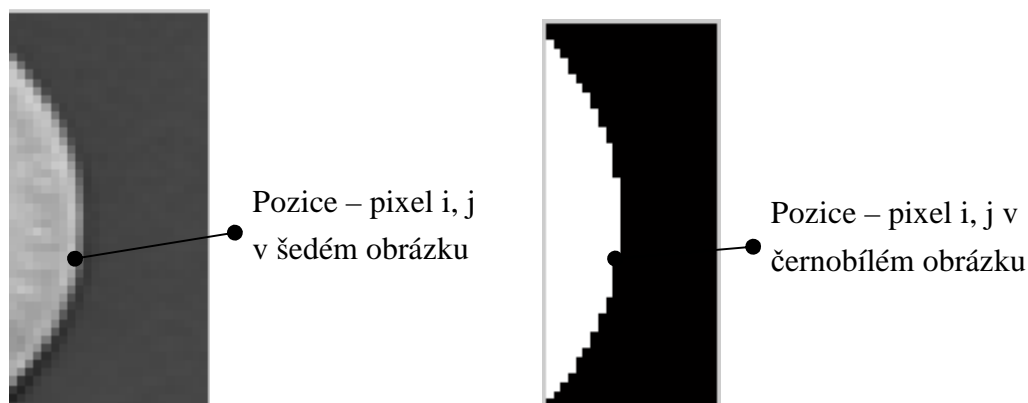 Pozice – pixel i, j
v šedém obrázku
Pozice – pixel i, j v
černobílém obrázku